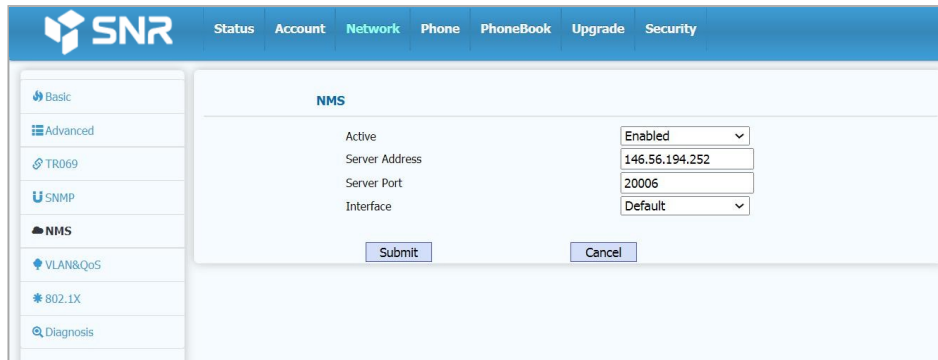 SNR
Status Account Network Phone PhoneBook Upgrade Security
Basic
Advanced
TR069
SNMP
NMS
VLAN&QoS
802.1X
Diagnosis
NMS
Active Enabled
Server Address 146.56.194.252
Server Port 20006
Interface Default
Submit Cancel